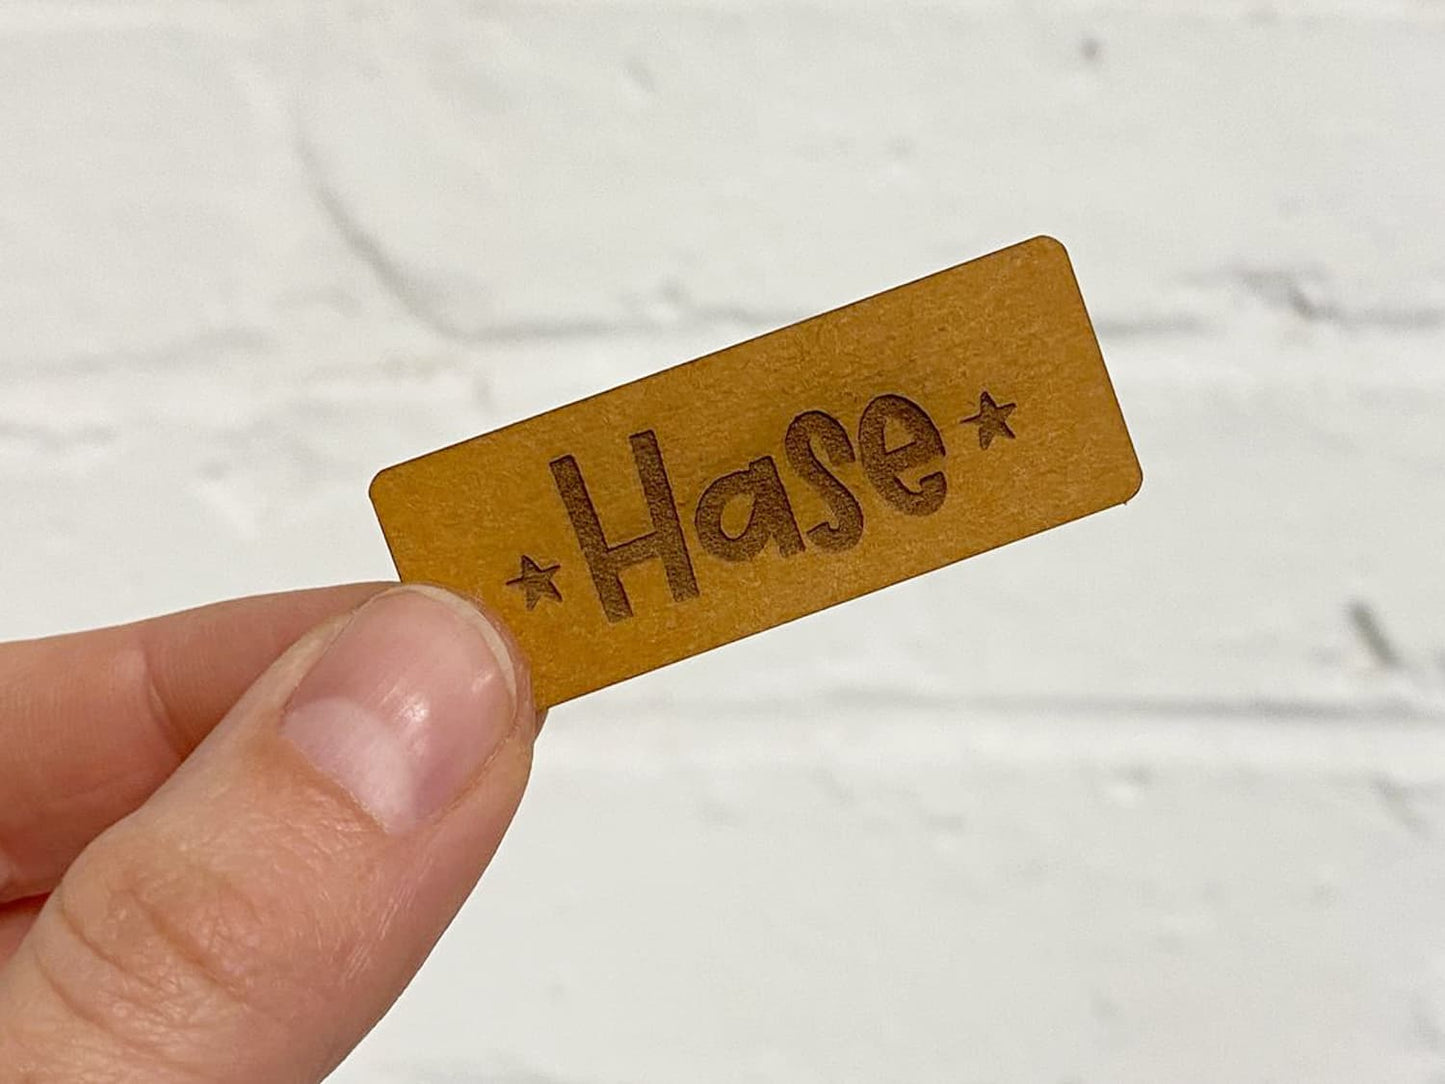 ★ Hase ★